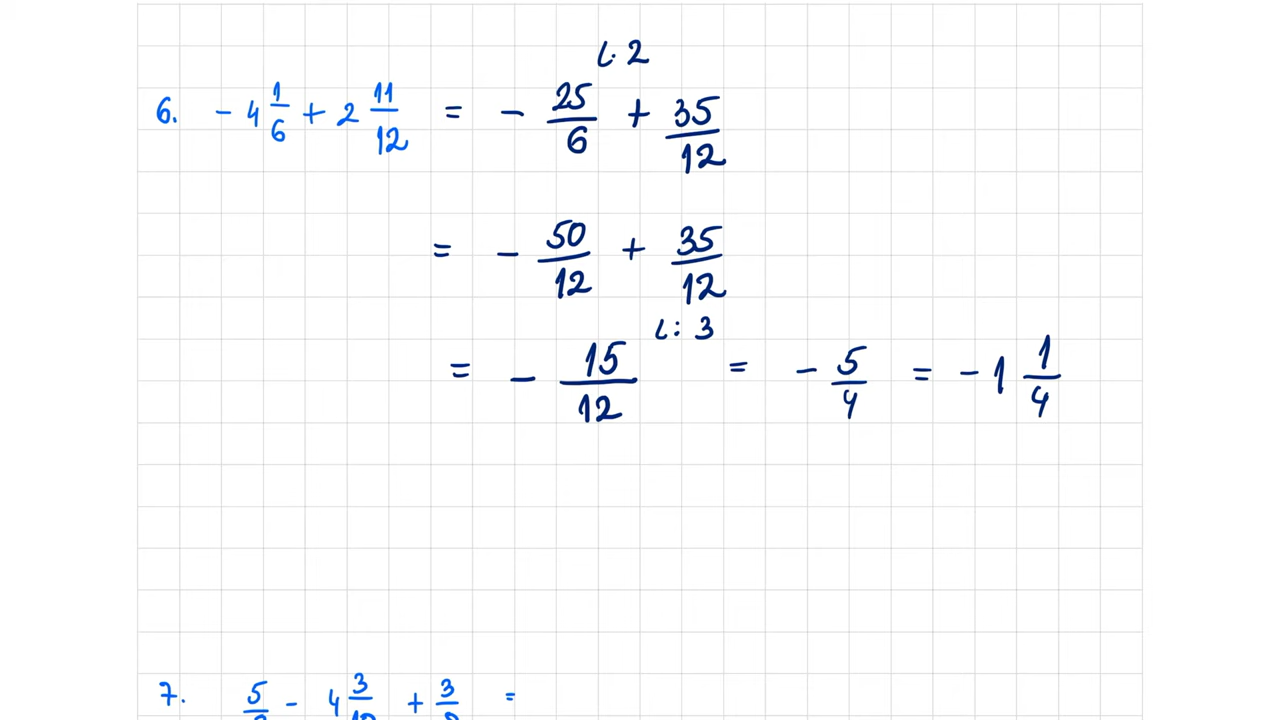 ⌊·2
6. -4 1/6 + 2 11/12 = - 25/6 + 35/12
= - 50/12 + 35/12
⌊:3
= - 15/12 = - 5/4 = -1 1/4
7. 5/ - 4 3/ + 3/ =